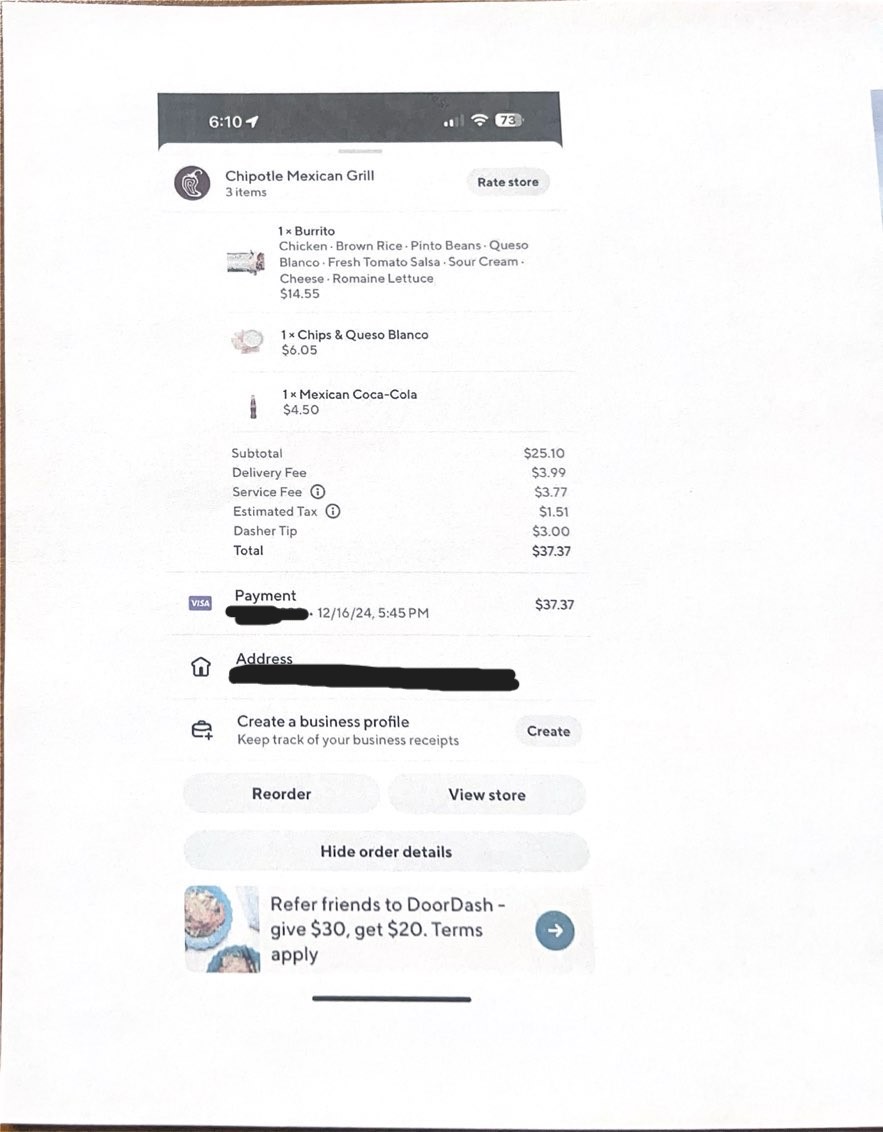 6:10
73
Chipotle Mexican Grill
3 items
Rate store
1 × Burrito
Chicken · Brown Rice · Pinto Beans · Queso
Blanco · Fresh Tomato Salsa · Sour Cream ·
Cheese · Romaine Lettuce
$14.55
1 × Chips & Queso Blanco
$6.05
1 × Mexican Coca-Cola
$4.50
Subtotal $25.10
Delivery Fee $3.99
Service Fee $3.77
Estimated Tax $1.51
Dasher Tip $3.00
Total $37.37
VISA
Payment
· 12/16/24, 5:45 PM
$37.37
Address
Create a business profile
Keep track of your business receipts
Create
Reorder
View store
Hide order details
Refer friends to DoorDash -
give $30, get $20. Terms
apply